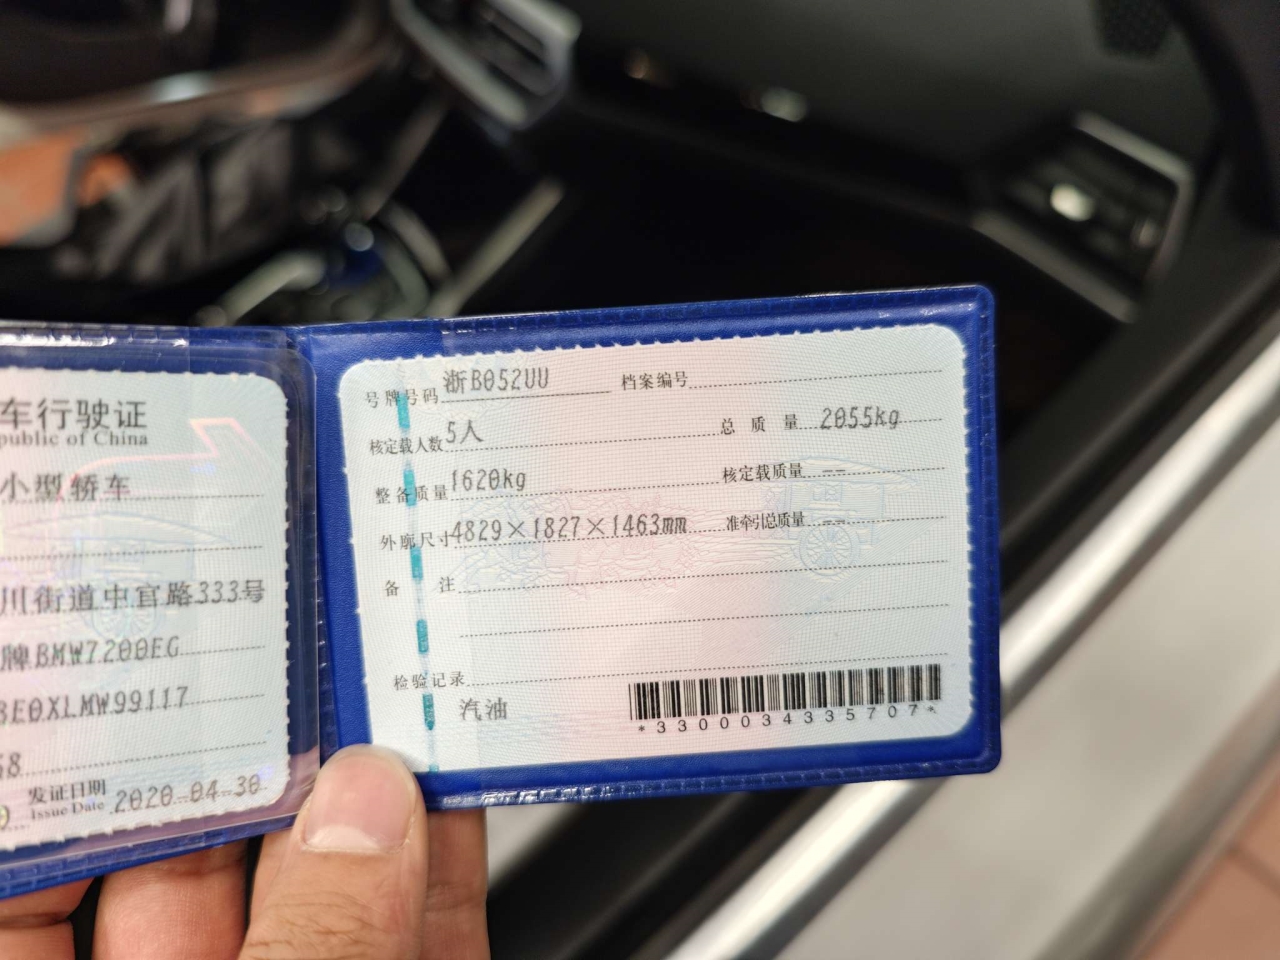 车行驶证
public of China
小型轿车
川街道中官路333号
牌BMW7200EG
BE0XLMW99117
68
发证日期 2020-04-30
Issue Date
号牌号码 浙B052UU 档案编号
核定载人数 5人 总质量 2055kg
整备质量 1620kg 核定载质量 --
外廓尺寸 4829×1827×1463mm 准牵引总质量 --
备注
检验记录
汽油
*3300034335707*